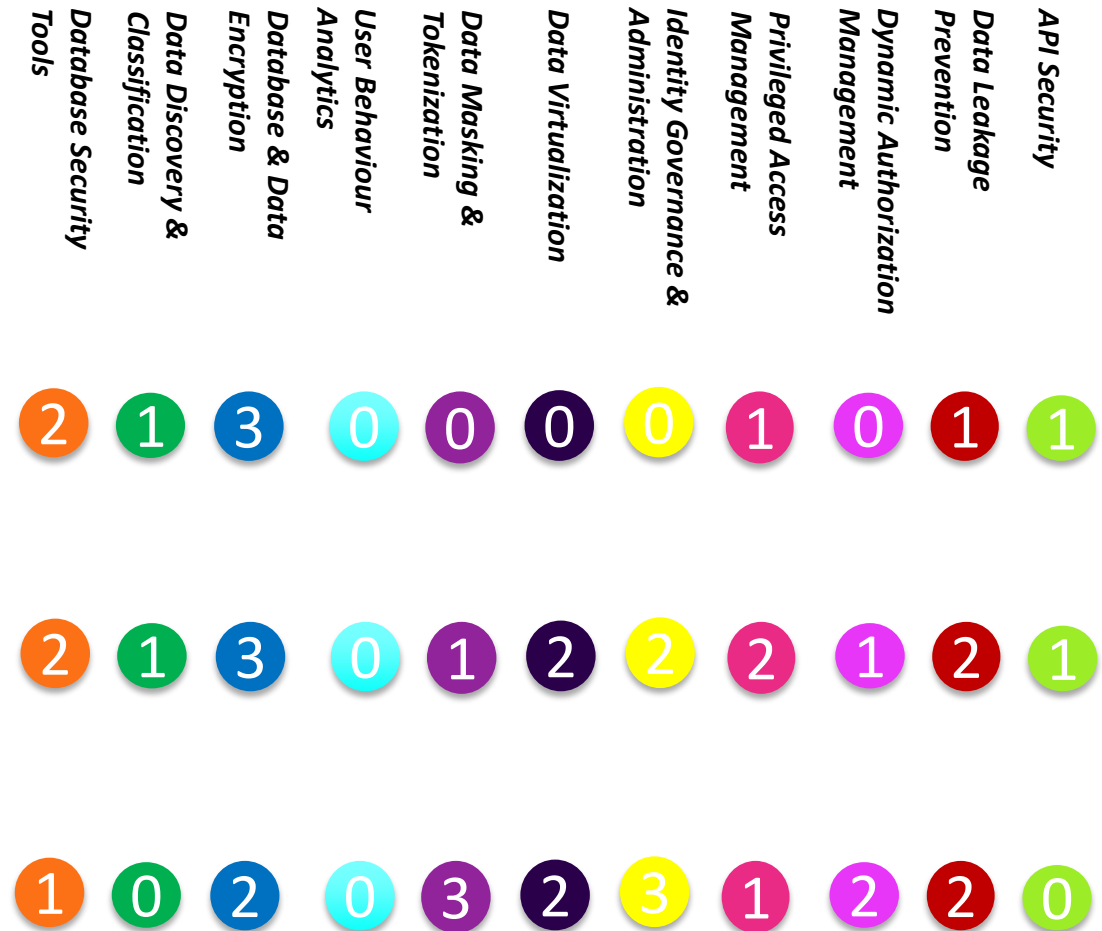 Database Security
Tools
Data Discovery &
Classification
Database & Data
Encryption
User Behaviour
Analytics
Data Masking &
Tokenization
Data Virtualization
Identity Governance &
Administration
Privileged Access
Management
Dynamic Authorization
Management
Data Leakage
Prevention
API Security
2 1 3 0 0 0 0 1 0 1 1
2 1 3 0 1 2 2 2 1 2 1
1 0 2 0 3 2 3 1 2 2 0